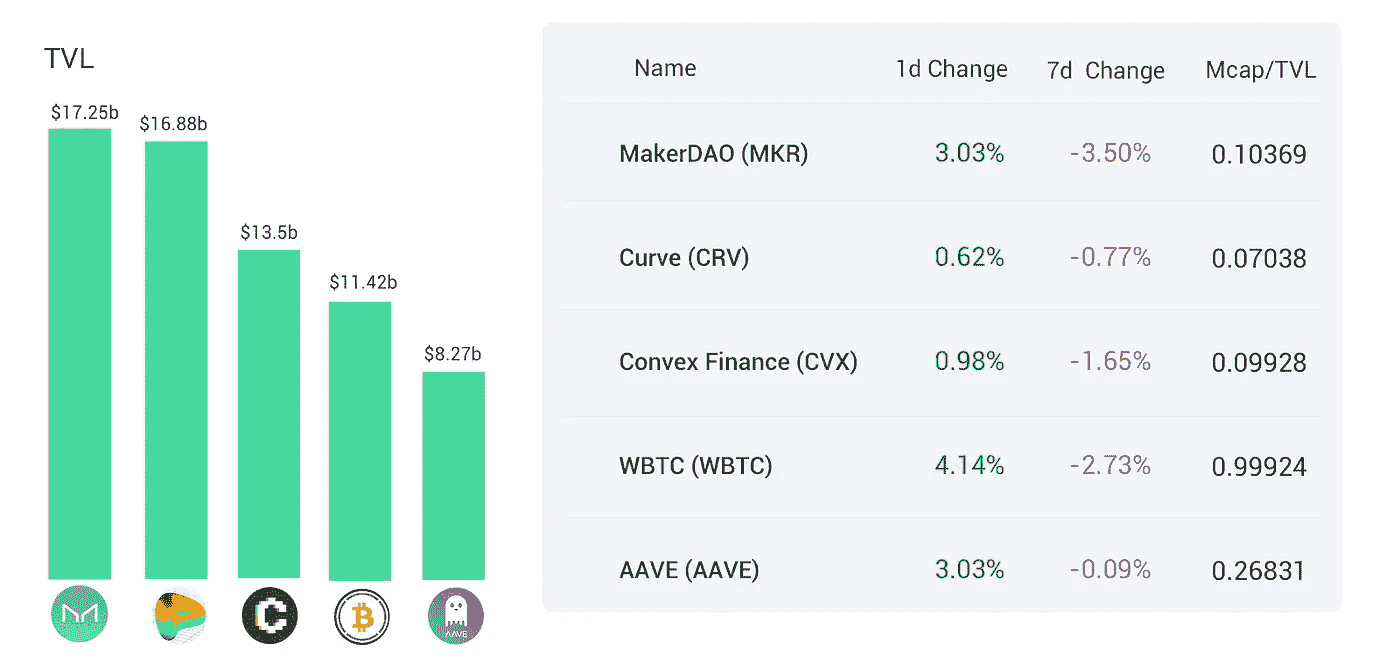 TVL
$17.25b
$16.88b
$13.5b
$11.42b
$8.27b
AAVE
Name 1d Change 7d Change Mcap/TVL
MakerDAO (MKR) 3.03% -3.50% 0.10369
Curve (CRV) 0.62% -0.77% 0.07038
Convex Finance (CVX) 0.98% -1.65% 0.09928
WBTC (WBTC) 4.14% -2.73% 0.99924
AAVE (AAVE) 3.03% -0.09% 0.26831